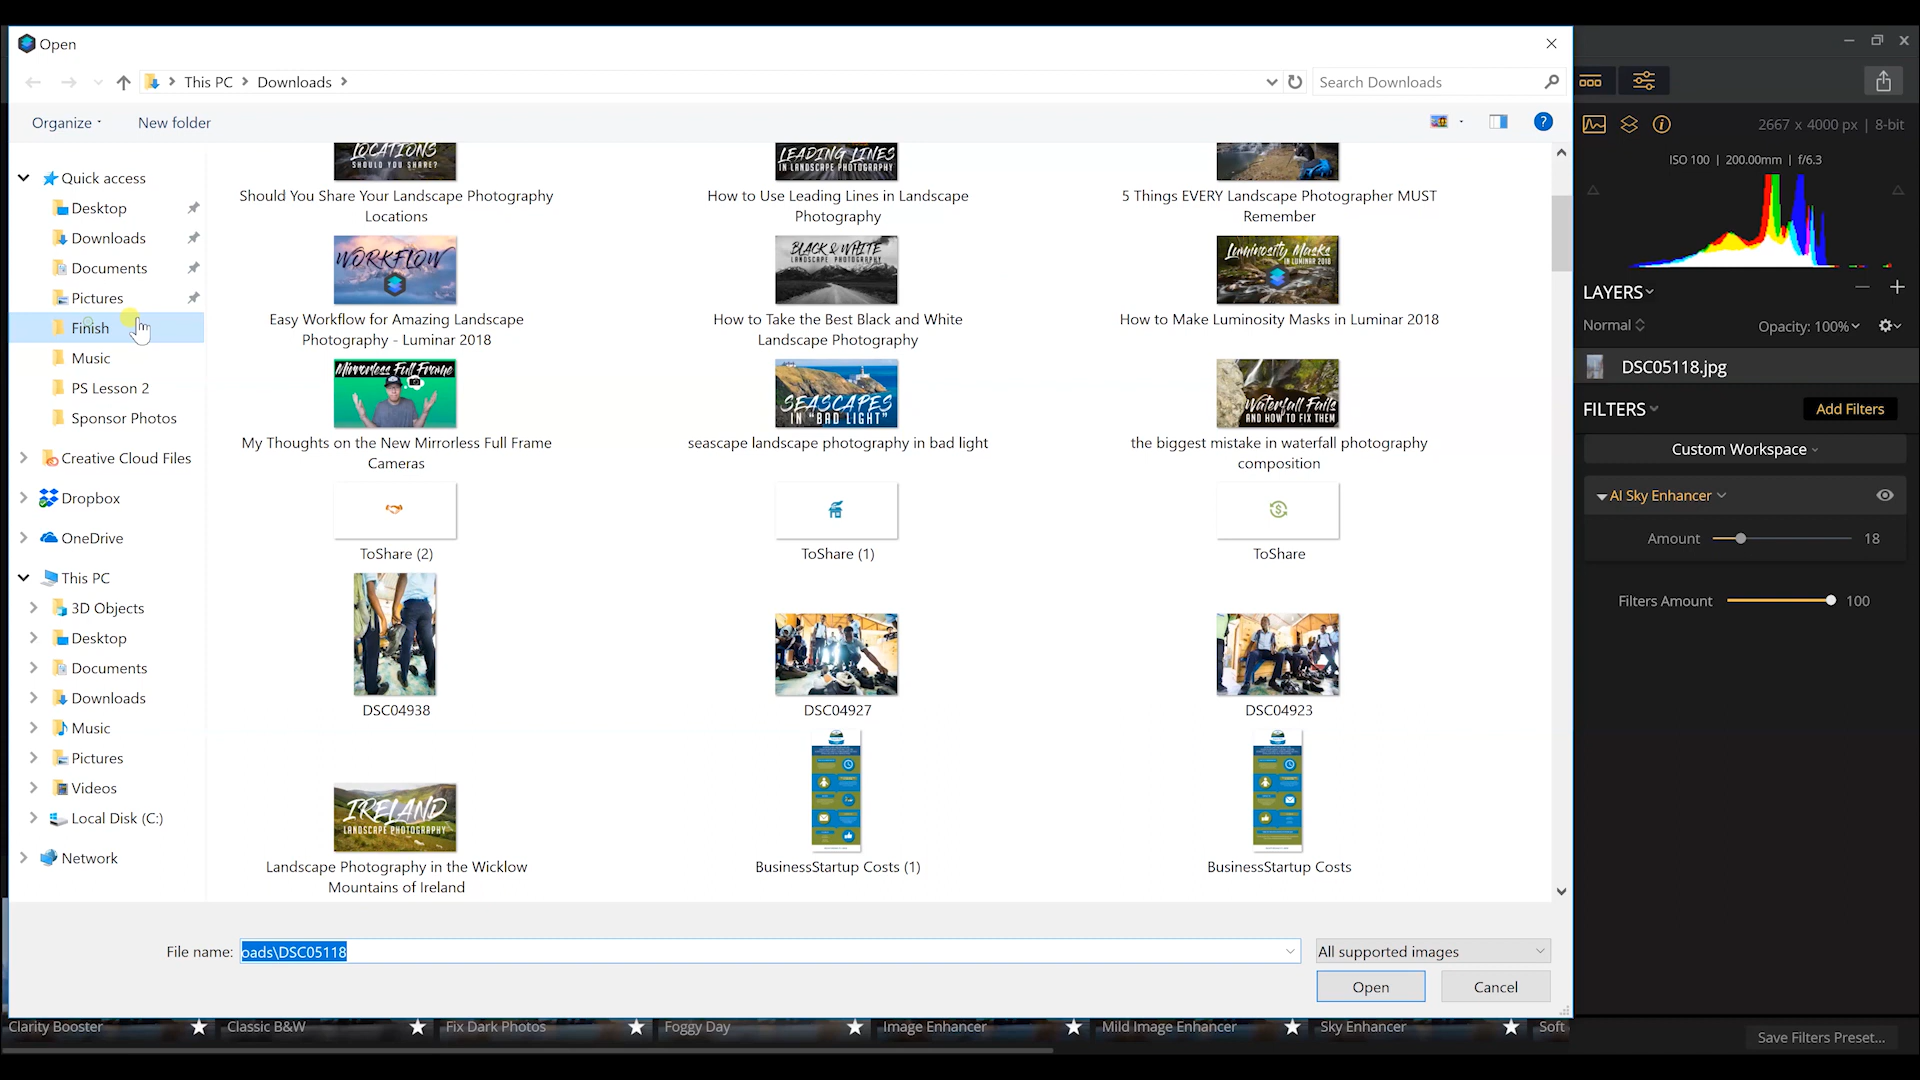 Open
This PC > Downloads >
Search Downloads
Organize
New folder
?
2667 x 4000 px | 8-bit
ISO 100 | 200.00mm | f/6.3
Quick access
Desktop
Downloads
Documents
Pictures
Finish
Music
PS Lesson 2
Sponsor Photos
Creative Cloud Files
Dropbox
OneDrive
This PC
3D Objects
Desktop
Documents
Downloads
Music
Pictures
Videos
Local Disk (C:)
Network
LOCATIONS
SHOULD YOU SHARE?
Should You Share Your Landscape Photography
Locations
LEADING LINES
IN LANDSCAPE PHOTOGRAPHY
How to Use Leading Lines in Landscape
Photography
5 Things EVERY Landscape Photographer MUST
Remember
WORKFLOW
Easy Workflow for Amazing Landscape
Photography - Luminar 2018
BLACK & WHITE
LANDSCAPE PHOTOGRAPHY
How to Take the Best Black and White
Landscape Photography
Luminosity Masks
IN LUMINAR 2018
How to Make Luminosity Masks in Luminar 2018
Mirrorless Full Frame
My Thoughts on the New Mirrorless Full Frame
Cameras
SEASCAPES
IN "BAD LIGHT"
seascape landscape photography in bad light
Waterfall Fails
AND HOW TO FIX THEM
the biggest mistake in waterfall photography
composition
ToShare (2)
ToShare (1)
ToShare
DSC04938
DSC04927
DSC04923
IRELAND
LANDSCAPE PHOTOGRAPHY
Landscape Photography in the Wicklow
Mountains of Ireland
BusinessStartup Costs (1)
BusinessStartup Costs
File name:
oads\DSC05118
All supported images
Open
Cancel
LAYERS
Normal
Opacity: 100%
DSC05118.jpg
FILTERS
Add Filters
Custom Workspace
AI Sky Enhancer
Amount
18
Filters Amount
100
Clarity Booster
Classic B&W
Fix Dark Photos
Foggy Day
Image Enhancer
Mild Image Enhancer
Sky Enhancer
Soft
Save Filters Preset...